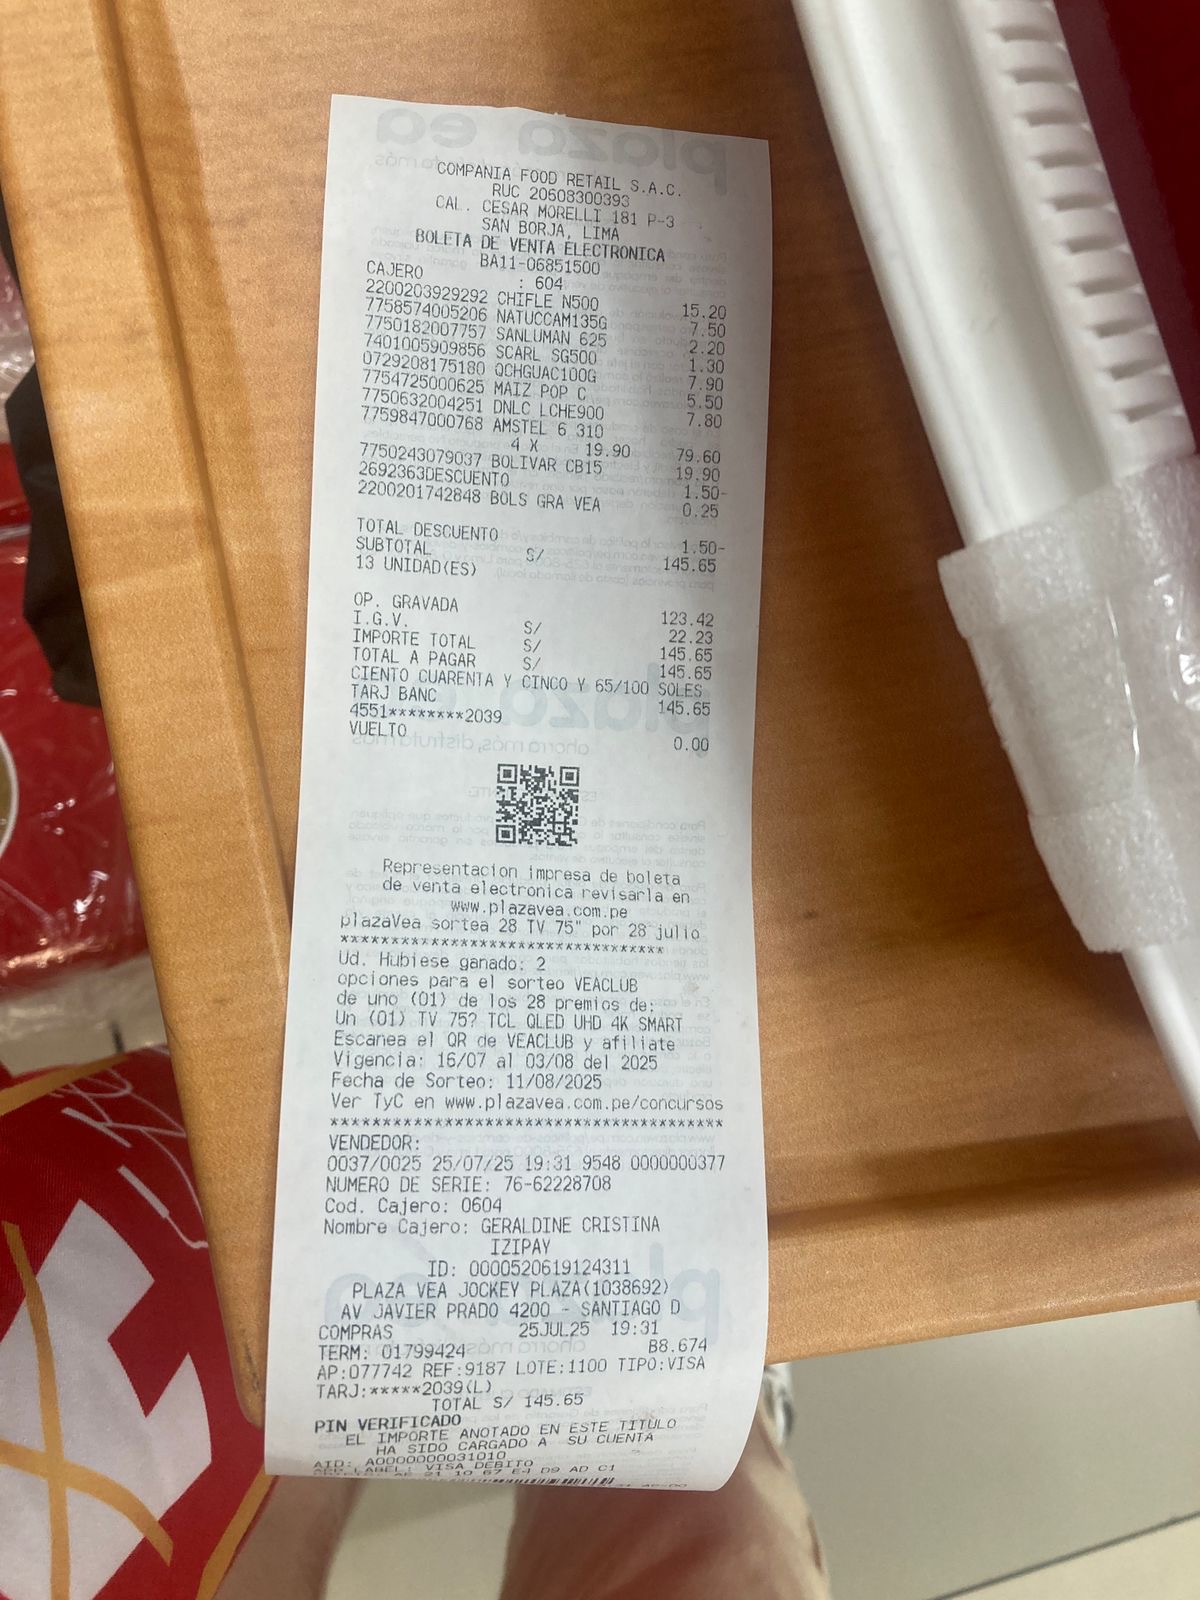 COMPANIA FOOD RETAIL S.A.C.
RUC 20608300393
CAL. CESAR MORELLI 181 P-3
SAN BORJA, LIMA
BOLETA DE VENTA ELECTRONICA
BA11-06851500
CAJERO : 604
2200203929292 CHIFLE N500 15.20
7758574005206 NATUCCAM135G 7.50
7750182007757 SANLUMAN 625 2.20
7401005909856 SCARL SG500 1.30
0729208175180 QCHGUAC100G 7.90
7754725000625 MAIZ POP C 5.50
7750632004251 DNLC LCHE900 7.80
7759847000768 AMSTEL 6 310
4 X 19.90 79.60
7750243079037 BOLIVAR CB15 19.90
2692363DESCUENTO 1.50-
2200201742848 BOLS GRA VEA 0.25
TOTAL DESCUENTO 1.50-
SUBTOTAL S/ 145.65
13 UNIDAD(ES)
OP. GRAVADA 123.42
I.G.V. S/ 22.23
IMPORTE TOTAL S/ 145.65
TOTAL A PAGAR S/ 145.65
CIENTO CUARENTA Y CINCO Y 65/100 SOLES
TARJ BANC 145.65
4551********2039
VUELTO 0.00
Representacion impresa de boleta
de venta electronica revisarla en
www.plazavea.com.pe
plazaVea sortea 28 TV 75" por 28 julio
*********************************
Ud. Hubiese ganado: 2
opciones para el sorteo VEACLUB
de uno (01) de los 28 premios de:
Un (01) TV 75? TCL QLED UHD 4K SMART
Escanea el QR de VEACLUB y afiliate
Vigencia: 16/07 al 03/08 del 2025
Fecha de Sorteo: 11/08/2025
Ver TyC en www.plazavea.com.pe/concursos
****************************************
VENDEDOR:
0037/0025 25/07/25 19:31 9548 0000000377
NUMERO DE SERIE: 76-62228708
Cod. Cajero: 0604
Nombre Cajero: GERALDINE CRISTINA
IZIPAY
ID: 0000520619124311
PLAZA VEA JOCKEY PLAZA(1038692)
AV JAVIER PRADO 4200 - SANTIAGO D
COMPRAS 25JUL25 19:31
TERM: 01799424 B8.674
AP:077742 REF:9187 LOTE:1100 TIPO:VISA
TARJ:*****2039(L)
TOTAL S/ 145.65
PIN VERIFICADO
EL IMPORTE ANOTADO EN ESTE TITULO
HA SIDO CARGADO A SU CUENTA
AID: A0000000031010
APP LABEL: VISA DEBITO
21 10 67 E4 D9 AD C1